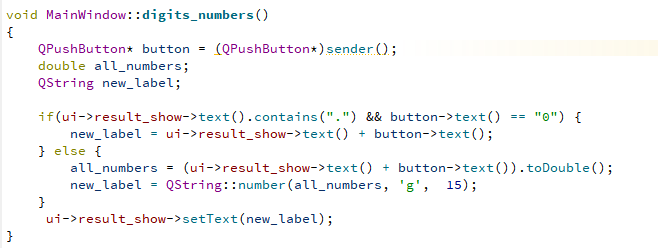 void MainWindow::digits_numbers()
{
    QPushButton* button = (QPushButton*)sender();
    double all_numbers;
    QString new_label;

    if(ui->result_show->text().contains(".") && button->text() == "0") {
        new_label = ui->result_show->text() + button->text();
    } else {
        all_numbers = (ui->result_show->text() + button->text()).toDouble();
        new_label = QString::number(all_numbers, 'g',  15);
    }
     ui->result_show->setText(new_label);
}